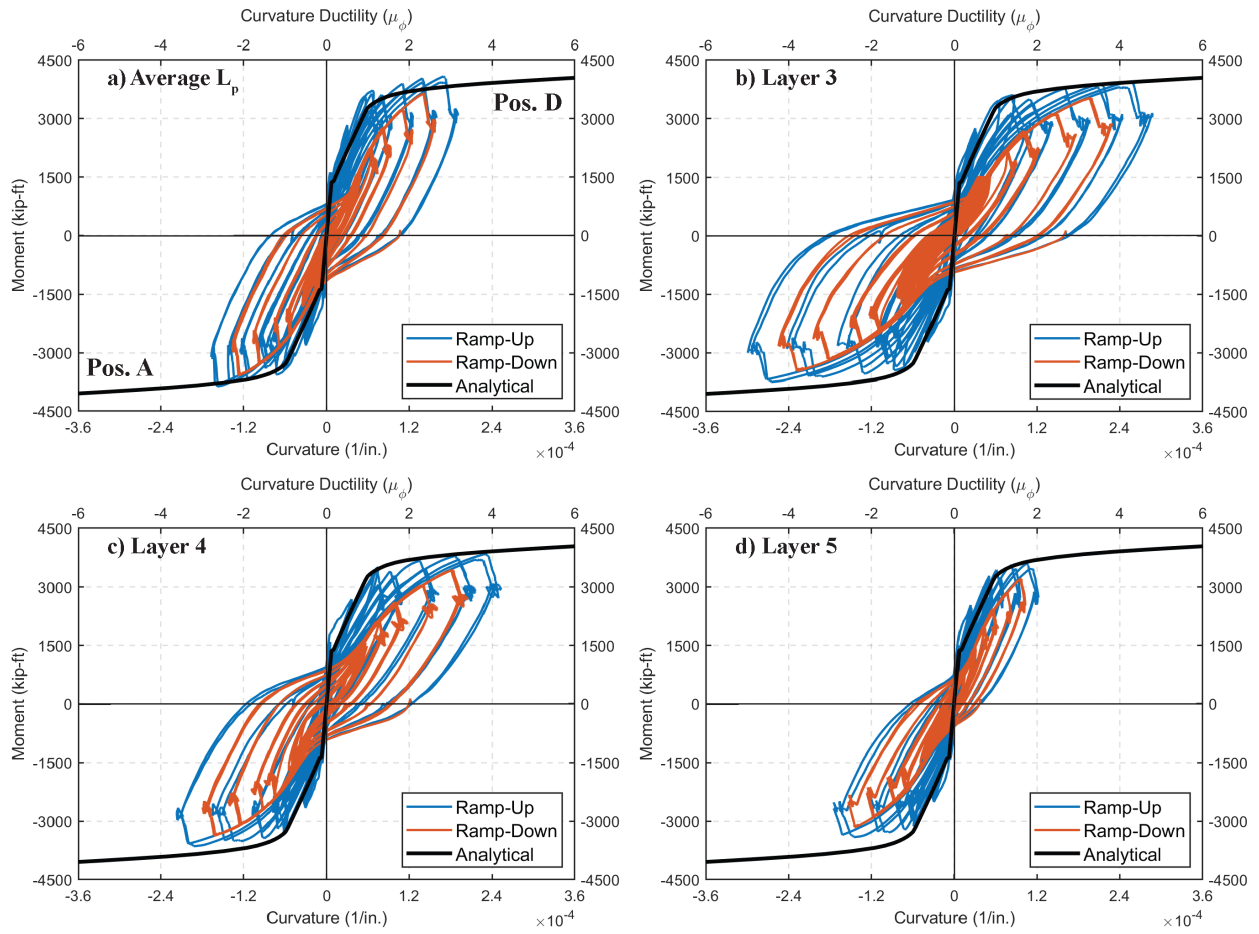 Curvature Ductility (μ_ϕ)
-6 -4 -2 0 2 4 6
a) Average L_p
Pos. D
Pos. A
4500 3000 1500 0 -1500 -3000 -4500
Moment (kip-ft)
4500 3000 1500 0 -1500 -3000 -4500
Ramp-Up
Ramp-Down
Analytical
-3.6 -2.4 -1.2 0 1.2 2.4 3.6
Curvature (1/in.)
×10^-4
Curvature Ductility (μ_ϕ)
-6 -4 -2 0 2 4 6
b) Layer 3
4500 3000 1500 0 -1500 -3000 -4500
Moment (kip-ft)
4500 3000 1500 0 -1500 -3000 -4500
Ramp-Up
Ramp-Down
Analytical
-3.6 -2.4 -1.2 0 1.2 2.4 3.6
Curvature (1/in.)
×10^-4
Curvature Ductility (μ_ϕ)
-6 -4 -2 0 2 4 6
c) Layer 4
4500 3000 1500 0 -1500 -3000 -4500
Moment (kip-ft)
4500 3000 1500 0 -1500 -3000 -4500
Ramp-Up
Ramp-Down
Analytical
-3.6 -2.4 -1.2 0 1.2 2.4 3.6
Curvature (1/in.)
×10^-4
Curvature Ductility (μ_ϕ)
-6 -4 -2 0 2 4 6
d) Layer 5
4500 3000 1500 0 -1500 -3000 -4500
Moment (kip-ft)
4500 3000 1500 0 -1500 -3000 -4500
Ramp-Up
Ramp-Down
Analytical
-3.6 -2.4 -1.2 0 1.2 2.4 3.6
Curvature (1/in.)
×10^-4